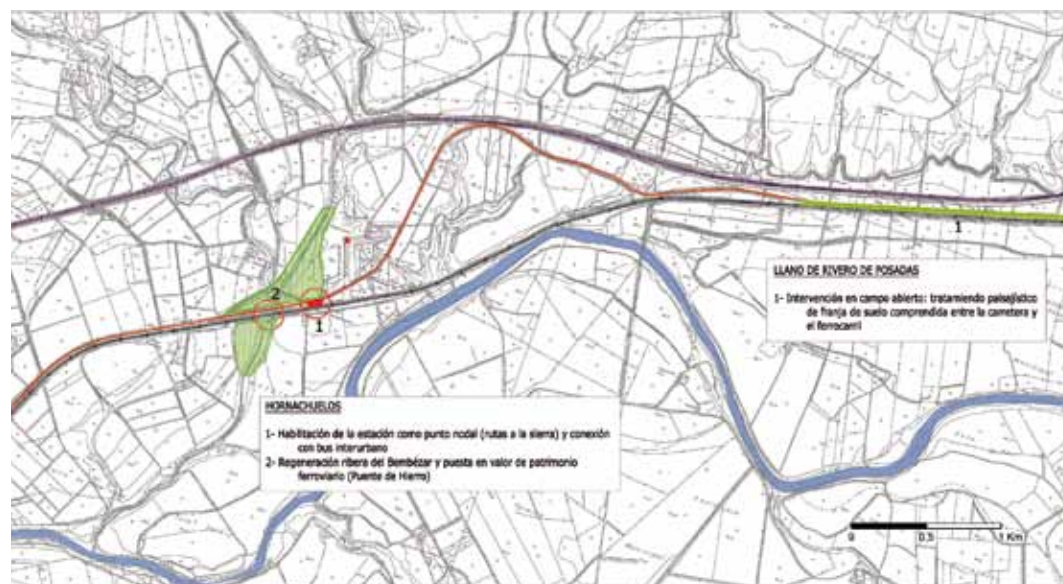 2
1
1
LLANO DE RIVERO DE POSADAS
1- Intervención en campo abierto: tratamiento paisajístico
de franja de suelo comprendida entre la carretera y
el ferrocarril
HORNACHUELOS
1- Habilitación de la estación como punto nodal (rutas a la sierra) y conexión
con bus interurbano
2- Regeneración ribera del Bembézar y puesta en valor de patrimonio
ferroviario (Puente de Hierro)
0 0.5 1 Km